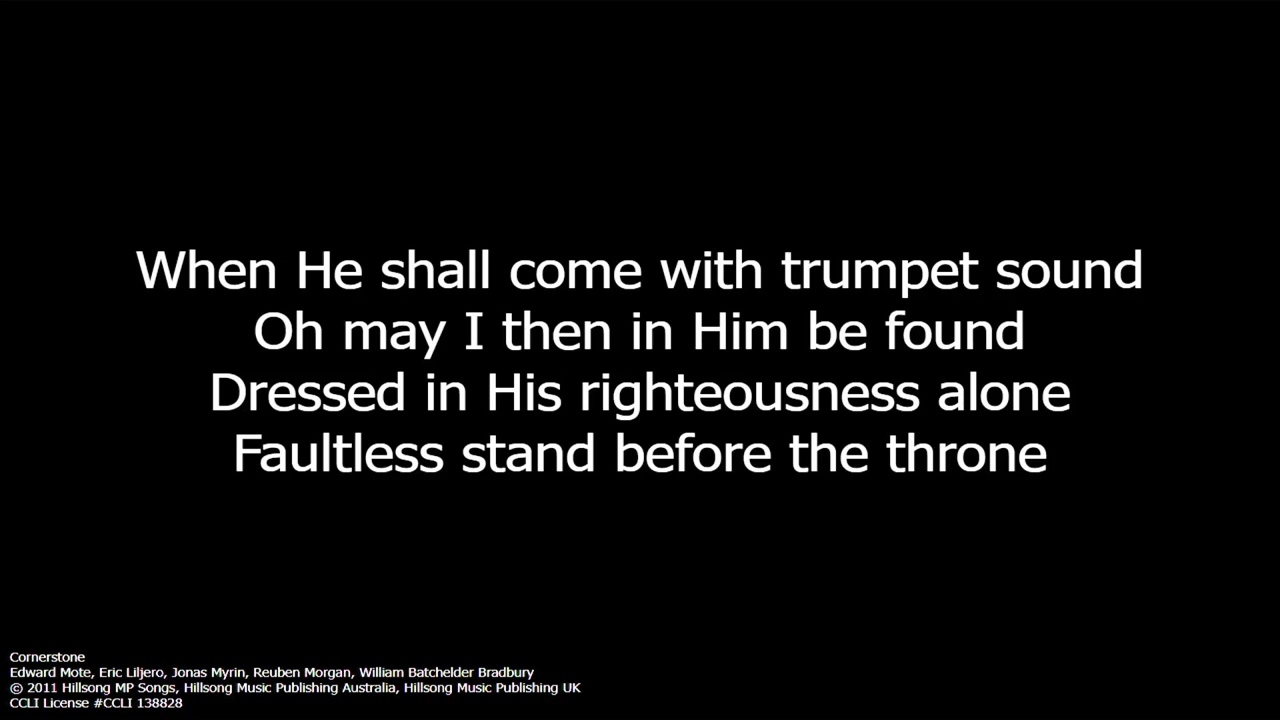 When He shall come with trumpet sound
Oh may I then in Him be found
Dressed in His righteousness alone
Faultless stand before the throne
Cornerstone
Edward Mote, Eric Liljero, Jonas Myrin, Reuben Morgan, William Batchelder Bradbury
© 2011 Hillsong MP Songs, Hillsong Music Publishing Australia, Hillsong Music Publishing UK
CCLI License #CCLI 138828